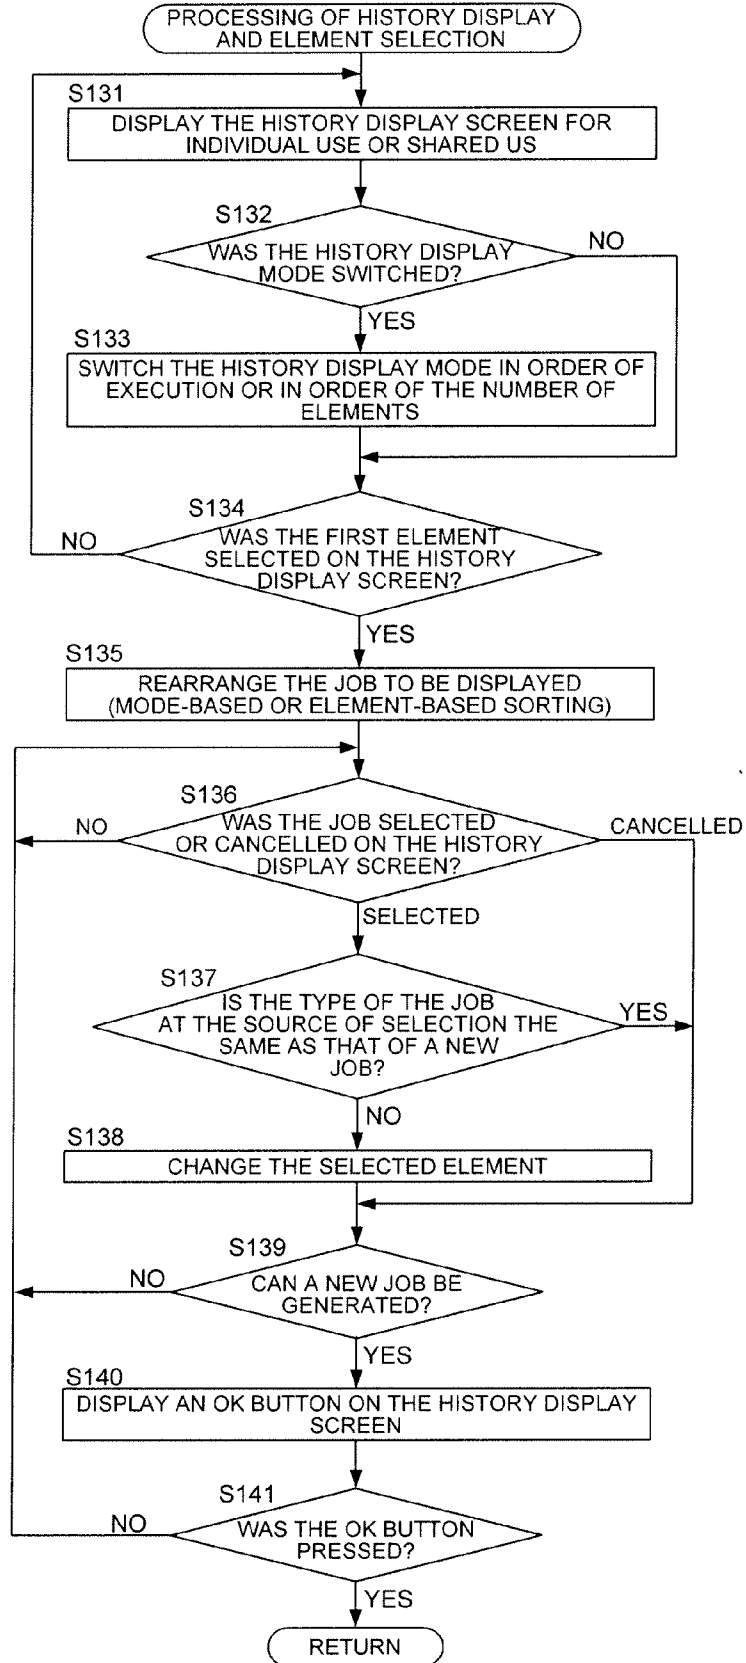 PROCESSING OF HISTORY DISPLAY
AND ELEMENT SELECTION
S131
DISPLAY THE HISTORY DISPLAY SCREEN FOR
INDIVIDUAL USE OR SHARED US
S132
WAS THE HISTORY DISPLAY
MODE SWITCHED?
NO
YES
S133
SWITCH THE HISTORY DISPLAY MODE IN ORDER OF
EXECUTION OR IN ORDER OF THE NUMBER OF
ELEMENTS
S134
WAS THE FIRST ELEMENT
SELECTED ON THE HISTORY
DISPLAY SCREEN?
NO
YES
S135
REARRANGE THE JOB TO BE DISPLAYED
(MODE-BASED OR ELEMENT-BASED SORTING)
S136
WAS THE JOB SELECTED
OR CANCELLED ON THE HISTORY
DISPLAY SCREEN?
NO
CANCELLED
SELECTED
S137
IS THE TYPE OF THE JOB
AT THE SOURCE OF SELECTION THE
SAME AS THAT OF A NEW
JOB?
YES
NO
S138
CHANGE THE SELECTED ELEMENT
S139
CAN A NEW JOB BE
GENERATED?
NO
YES
S140
DISPLAY AN OK BUTTON ON THE HISTORY DISPLAY
SCREEN
S141
WAS THE OK BUTTON
PRESSED?
NO
YES
RETURN